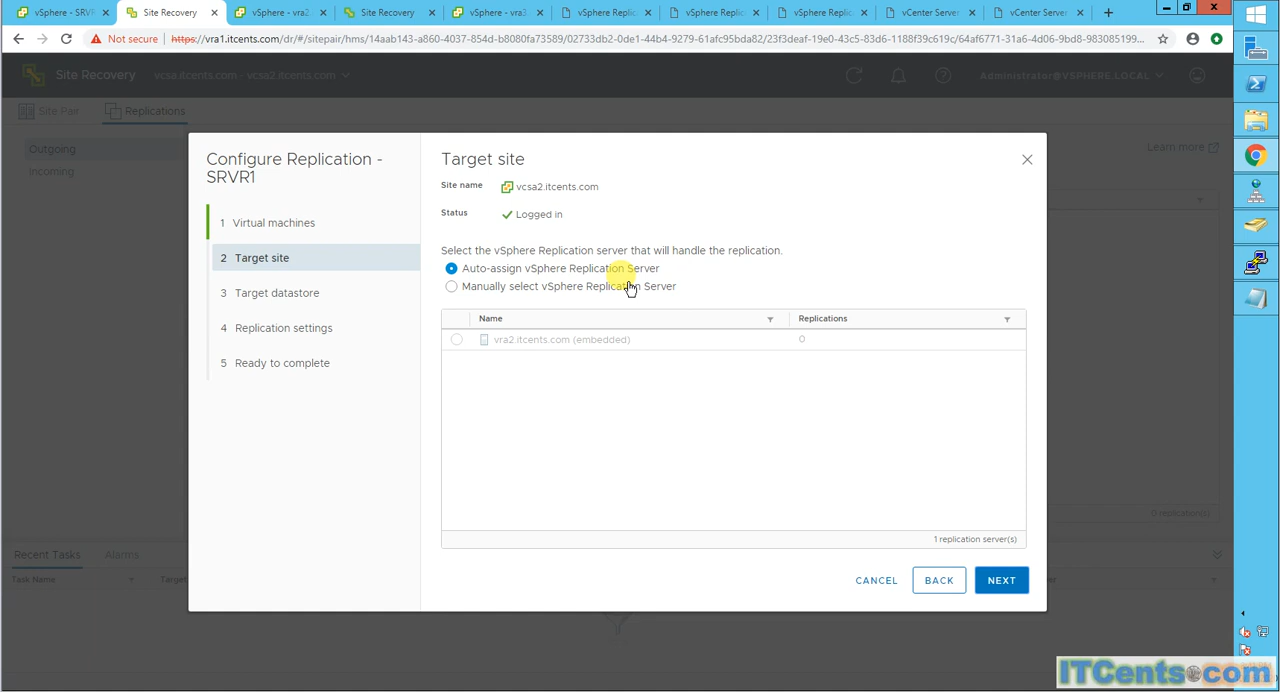 vSphere - SRVR1
Site Recovery
vSphere - vra2
Site Recovery
vSphere - vra3
vSphere Replic
vSphere Replic
vSphere Replic
vCenter Server
vCenter Server
Not secure
https://vra1.itcents.com/dr/#/sitepair/hms/14aab143-a860-4037-854d-b8080fa73589/02733db2-0de1-44b4-9279-61afc95bda82/23f3deaf-19e0-43c5-83d6-1188f39c619c/64af6771-31a6-4d06-9bd8-983085199...
Site Recovery
vcsa.itcents.com - vcsa2.itcents.com
Administrator@VSPHERE.LOCAL
Site Pair
Replications
Outgoing
Incoming
Learn more
Configure Replication -
SRVR1
1 Virtual machines
2 Target site
3 Target datastore
4 Replication settings
5 Ready to complete
Target site
Site name
vcsa2.itcents.com
Status
Logged in
Select the vSphere Replication server that will handle the replication.
Auto-assign vSphere Replication Server
Manually select vSphere Replication Server
Name
Replications
vra2.itcents.com (embedded)
0
1 replication server(s)
CANCEL
BACK
NEXT
0 replication(s)
Recent Tasks
Alarms
Task Name
Target
ITCents.com